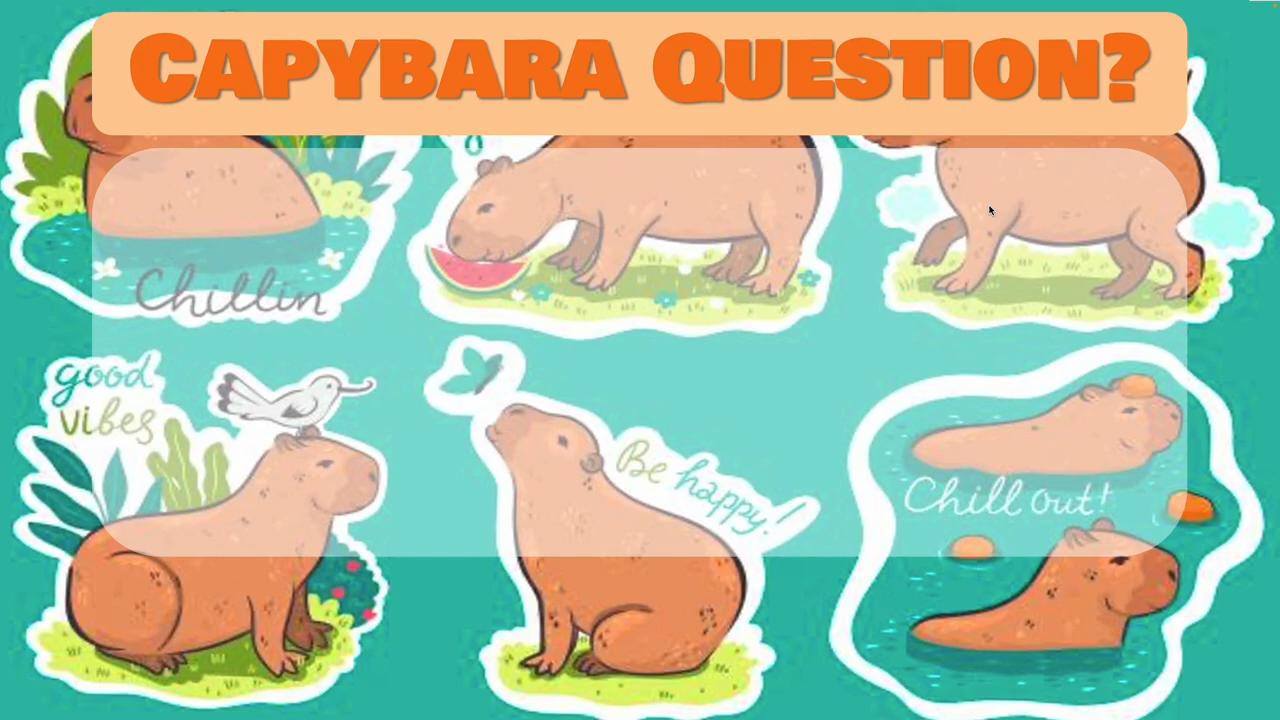 Capybara Question?
Chillin
good
vibes
Be happy!
Chill out!